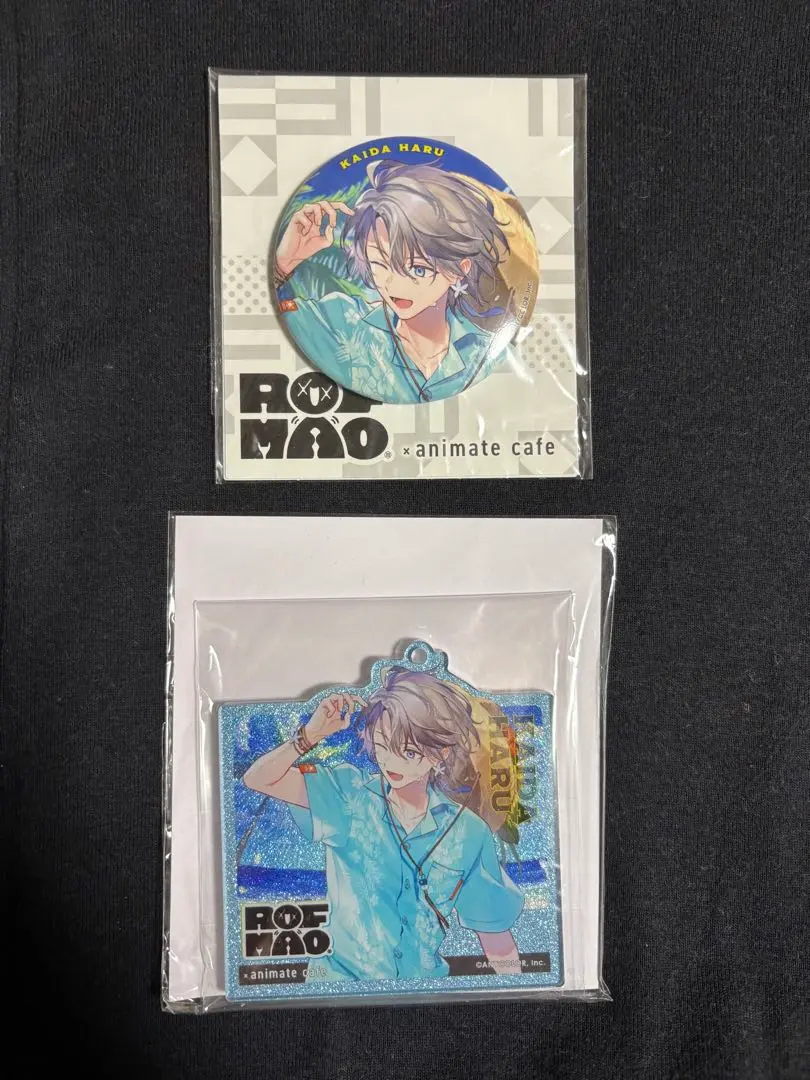 KAIDA HARU
ROF
MAO® × animate cafe
KAIDA
HARU
ROF
MAO®
× animate cafe
©ANYCOLOR, Inc.